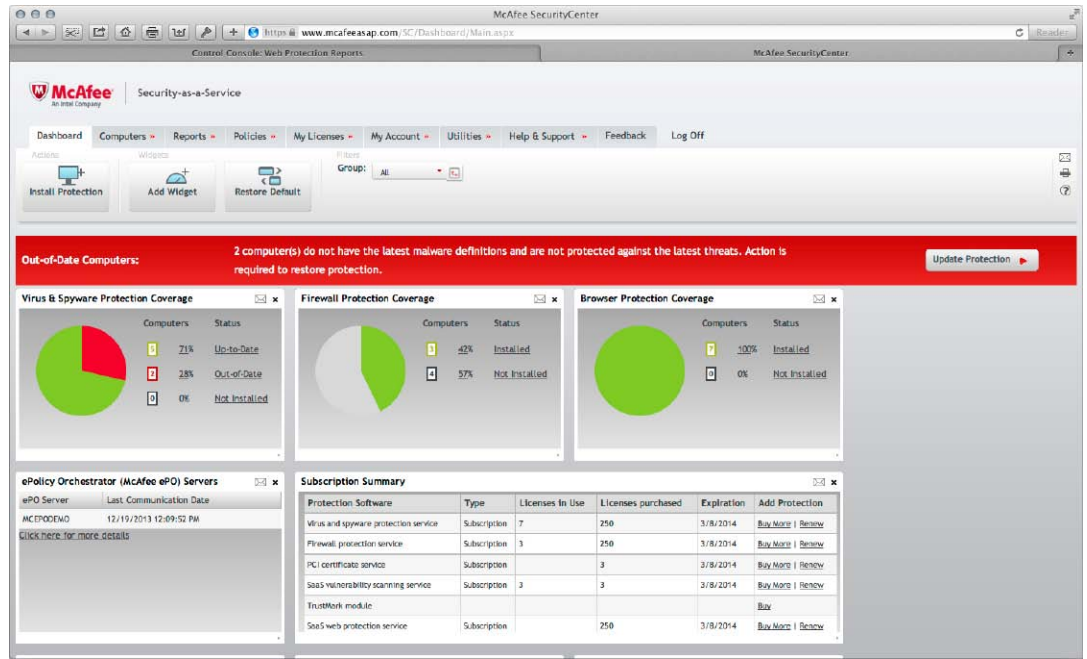 McAfee SecurityCenter
https www.mcafeeasap.com/SC/Dashboard/Main.aspx
Reader
Control Console: Web Protection Reports
McAfee SecurityCenter
McAfee
An Intel Company
Security-as-a-Service
Dashboard Computers » Reports » Policies » My Licenses » My Account » Utilities » Help & Support » Feedback Log Off
Actions Widgets Filters
Install Protection Add Widget Restore Default Group: All
Out-of-Date Computers:
2 computer(s) do not have the latest malware definitions and are not protected against the latest threats. Action is
required to restore protection.
Update Protection
Virus & Spyware Protection Coverage
Computers Status
5 71% Up-to-Date
2 28% Out-of-Date
0 0% Not Installed
Firewall Protection Coverage
Computers Status
3 42% Installed
4 57% Not Installed
Browser Protection Coverage
Computers Status
7 100% Installed
0 0% Not Installed
ePolicy Orchestrator (McAfee ePO) Servers
ePO Server Last Communication Date
MCEPODEMO 12/19/2013 12:09:52 PM
Click here for more details
Subscription Summary
Protection Software Type Licenses in Use Licenses purchased Expiration Add Protection
Virus and spyware protection service Subscription 7 250 3/8/2014 Buy More | Renew
Firewall protection service Subscription 3 250 3/8/2014 Buy More | Renew
PCI certificate service Subscription 3 3/8/2014 Buy More | Renew
SaaS vulnerability scanning service Subscription 3 3 3/8/2014 Buy More | Renew
TrustMark module Buy
SaaS web protection service Subscription 250 3/8/2014 Buy More | Renew